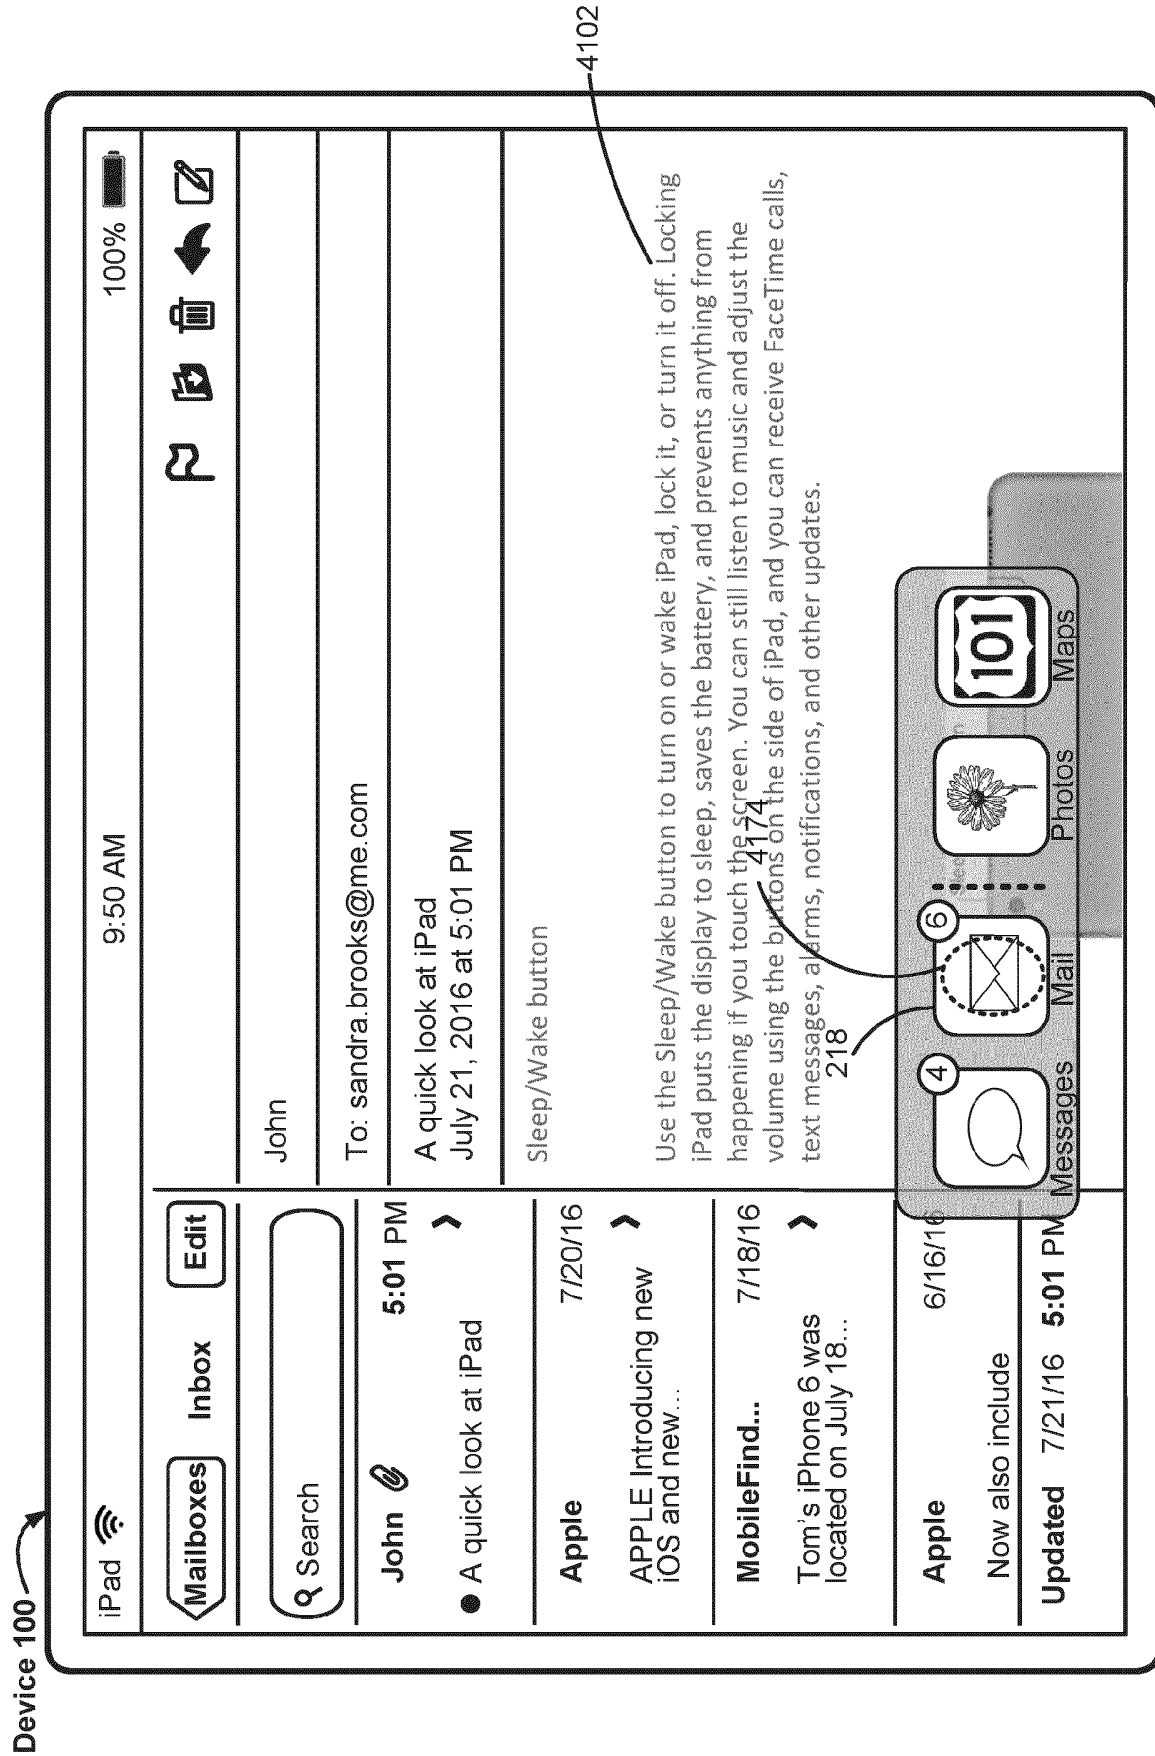 Device 100
iPad 9:50 AM 100%
Mailboxes Inbox Edit
Search
John 5:01 PM
A quick look at iPad
Apple 7/20/16
APPLE Introducing new
iOS and new...
MobileFind... 7/18/16
Tom's iPhone 6 was
located on July 18...
Apple 6/16/16
Now also include
Updated 7/21/16 5:01 PM
John
To: sandra.brooks@me.com
A quick look at iPad
July 21, 2016 at 5:01 PM
Sleep/Wake button
4102
Use the Sleep/Wake button to turn on or wake iPad, lock it, or turn it off. Locking
iPad puts the display to sleep, saves the battery, and prevents anything from
happening if you touch the screen. You can still listen to music and adjust the
volume using the buttons on the side of iPad, and you can receive FaceTime calls,
text messages, alarms, notifications, and other updates.
4174
218
4 6 101
Messages Mail Photos Maps